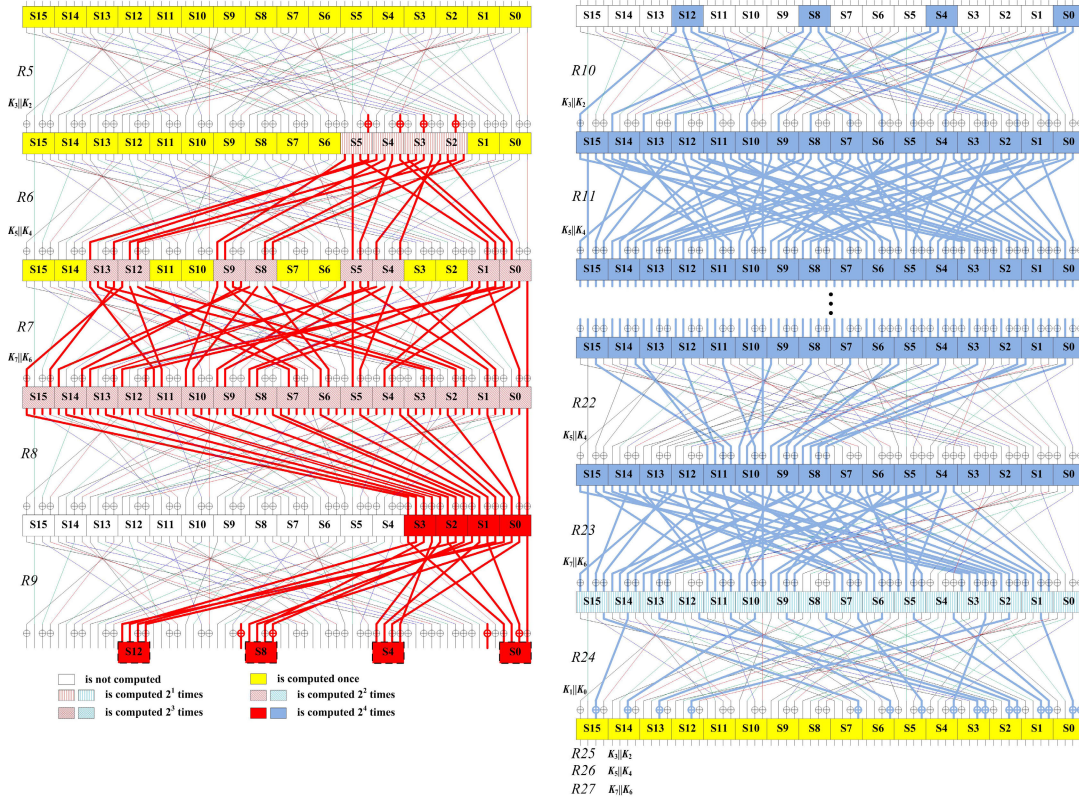 S15 S14 S13 S12 S11 S10 S9 S8 S7 S6 S5 S4 S3 S2 S1 S0
R5
K3||K2
S15 S14 S13 S12 S11 S10 S9 S8 S7 S6 S5 S4 S3 S2 S1 S0
R6
K5||K4
S15 S14 S13 S12 S11 S10 S9 S8 S7 S6 S5 S4 S3 S2 S1 S0
R7
K7||K6
S15 S14 S13 S12 S11 S10 S9 S8 S7 S6 S5 S4 S3 S2 S1 S0
R8
S15 S14 S13 S12 S11 S10 S9 S8 S7 S6 S5 S4 S3 S2 S1 S0
R9
S12 S8 S4 S0
is not computed
is computed once
is computed 2^1 times
is computed 2^2 times
is computed 2^3 times
is computed 2^4 times
S15 S14 S13 S12 S11 S10 S9 S8 S7 S6 S5 S4 S3 S2 S1 S0
R10
K3||K2
S15 S14 S13 S12 S11 S10 S9 S8 S7 S6 S5 S4 S3 S2 S1 S0
R11
K5||K4
S15 S14 S13 S12 S11 S10 S9 S8 S7 S6 S5 S4 S3 S2 S1 S0
S15 S14 S13 S12 S11 S10 S9 S8 S7 S6 S5 S4 S3 S2 S1 S0
R22
K5||K4
S15 S14 S13 S12 S11 S10 S9 S8 S7 S6 S5 S4 S3 S2 S1 S0
R23
K7||K6
S15 S14 S13 S12 S11 S10 S9 S8 S7 S6 S5 S4 S3 S2 S1 S0
R24
K1||K0
S15 S14 S13 S12 S11 S10 S9 S8 S7 S6 S5 S4 S3 S2 S1 S0
R25 K3||K2
R26 K5||K4
R27 K7||K6